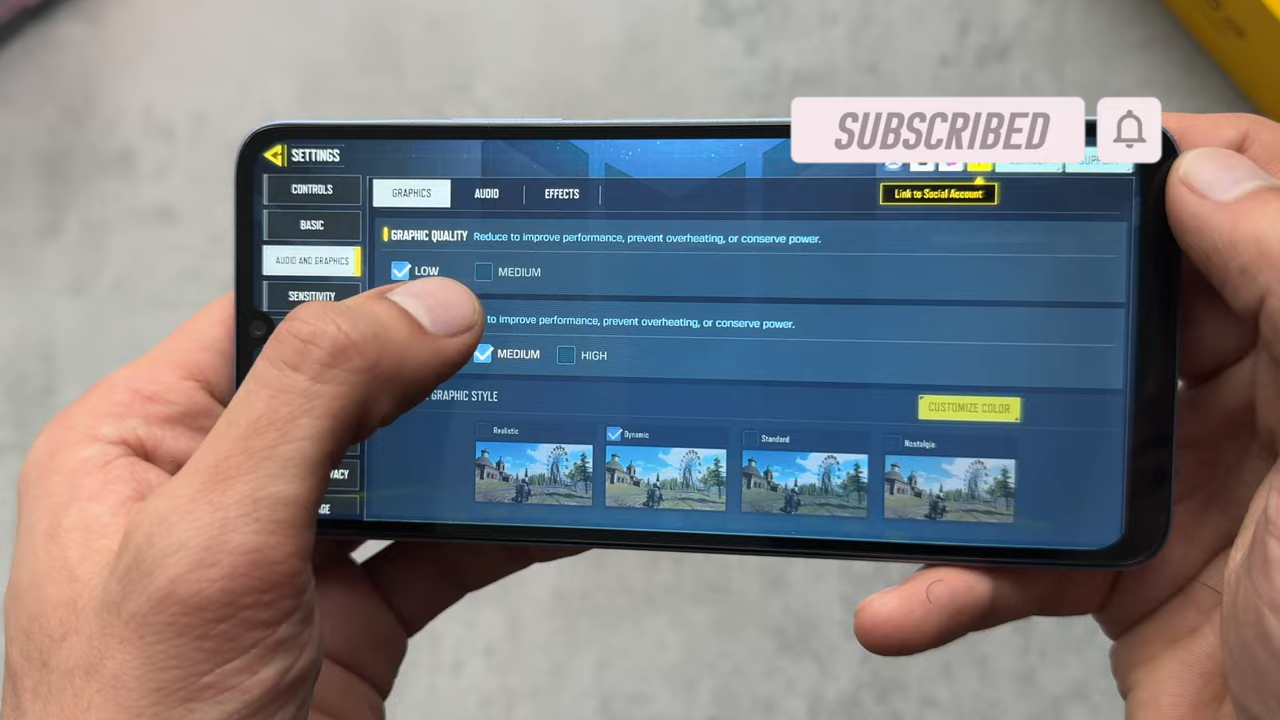 SUBSCRIBED
SETTINGS
CONTROLS
BASIC
AUDIO AND GRAPHICS
SENSITIVITY
GRAPHICS
AUDIO
EFFECTS
Link to Social Account
GRAPHIC QUALITY Reduce to improve performance, prevent overheating, or conserve power.
LOW
MEDIUM
to improve performance, prevent overheating, or conserve power.
MEDIUM
HIGH
GRAPHIC STYLE
CUSTOMIZE COLOR
Realistic
Dynamic
Standard
Nostalgia